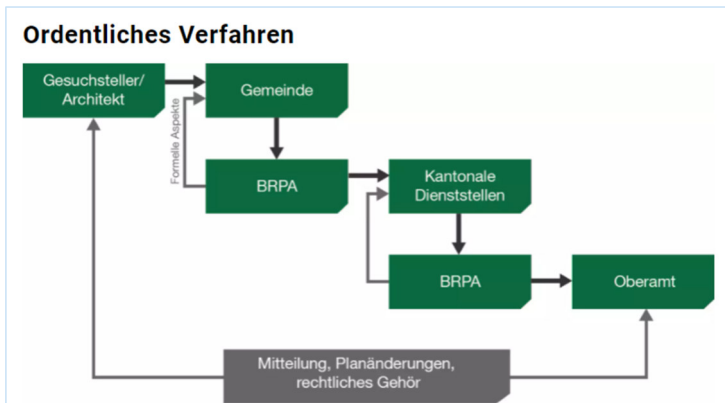 Ordentliches Verfahren
Gesuchsteller/
Architekt
Gemeinde
Formelle Aspekte
BRPA
Kantonale
Dienststellen
BRPA
Oberamt
Mitteilung, Planänderungen,
rechtliches Gehör